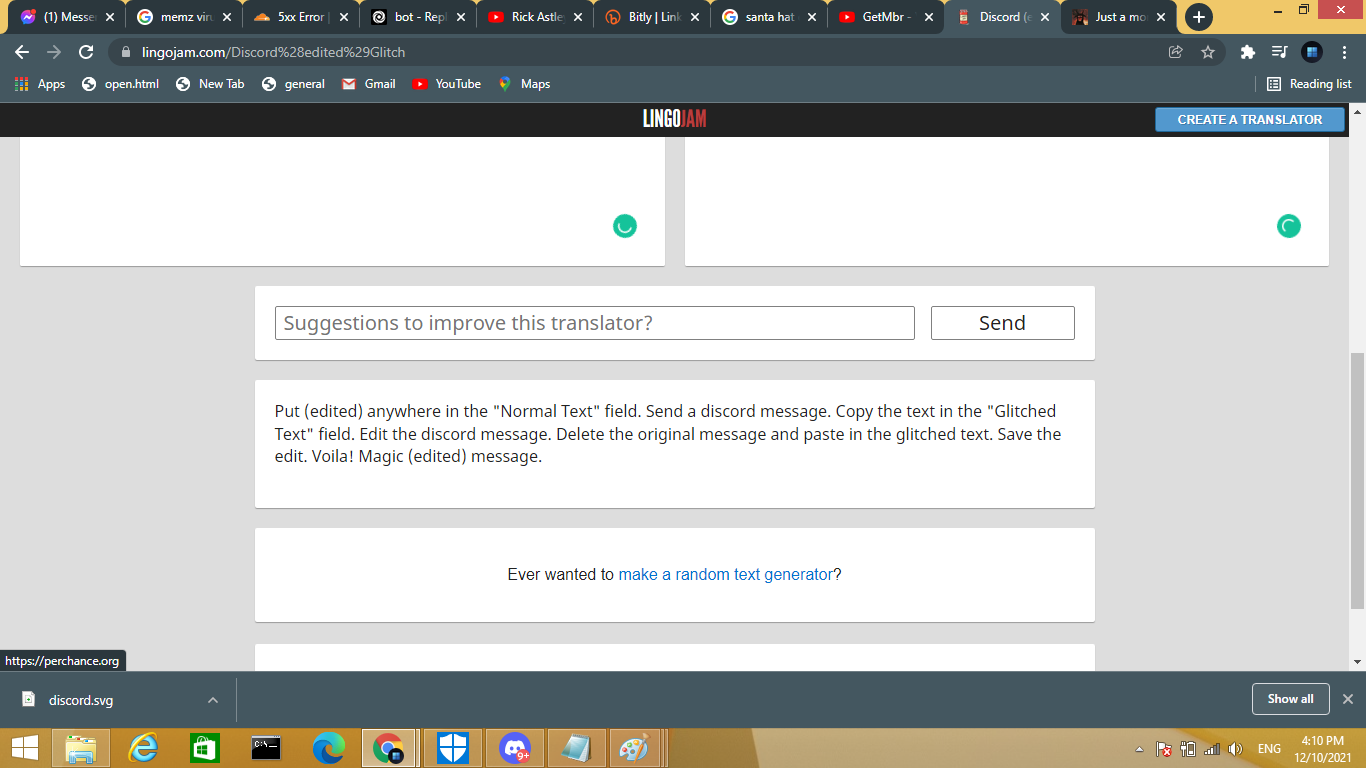 (1) Messe
memz viru
5xx Error |
bot - Repl
Rick Astle
Bitly | Link
santa hat
GetMbr -
Discord (e
Just a mo
lingojam.com/Discord%28edited%29Glitch
Apps
open.html
New Tab
general
Gmail
YouTube
Maps
Reading list
LINGOJAM
CREATE A TRANSLATOR
Suggestions to improve this translator?
Send
Put (edited) anywhere in the "Normal Text" field. Send a discord message. Copy the text in the "Glitched
Text" field. Edit the discord message. Delete the original message and paste in the glitched text. Save the
edit. Voila! Magic (edited) message.
Ever wanted to make a random text generator?
https://perchance.org
discord.svg
Show all
C:\-
9+
ENG
4:10 PM
12/10/2021